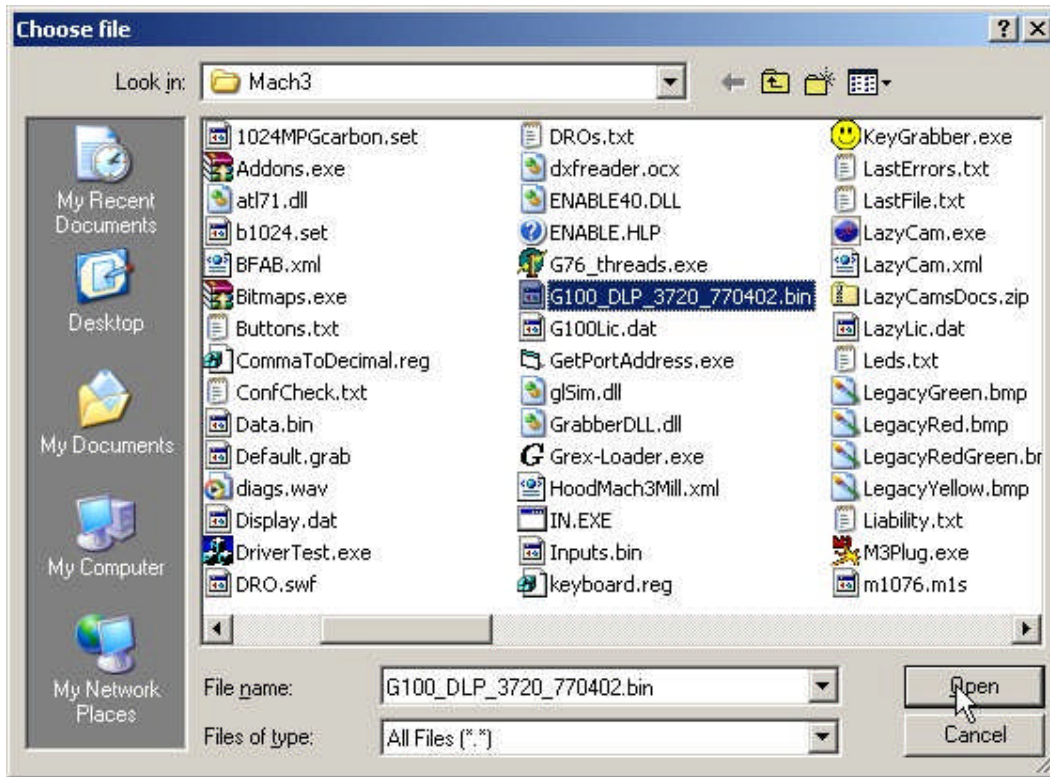 Choose file
Look in:
Mach3
My Recent
Documents
Desktop
My Documents
My Computer
My Network
Places
1024MPGcarbon.set
Addons.exe
atl71.dll
b1024.set
BFAB.xml
Bitmaps.exe
Buttons.txt
CommaToDecimal.reg
ConfCheck.txt
Data.bin
Default.grab
diags.wav
Display.dat
DriverTest.exe
DRO.swf
DROs.txt
dxfreader.ocx
ENABLE40.DLL
ENABLE.HLP
G76_threads.exe
G100_DLP_3720_770402.bin
G100Lic.dat
GetPortAddress.exe
glSim.dll
GrabberDLL.dll
Grex-Loader.exe
HoodMach3Mill.xml
IN.EXE
Inputs.bin
keyboard.reg
KeyGrabber.exe
LastErrors.txt
LastFile.txt
LazyCam.exe
LazyCam.xml
LazyCamsDocs.zip
LazyLic.dat
Leds.txt
LegacyGreen.bmp
LegacyRed.bmp
LegacyRedGreen.br
LegacyYellow.bmp
Liability.txt
M3Plug.exe
m1076.m1s
File name:
G100_DLP_3720_770402.bin
Open
Files of type:
All Files (*.*)
Cancel